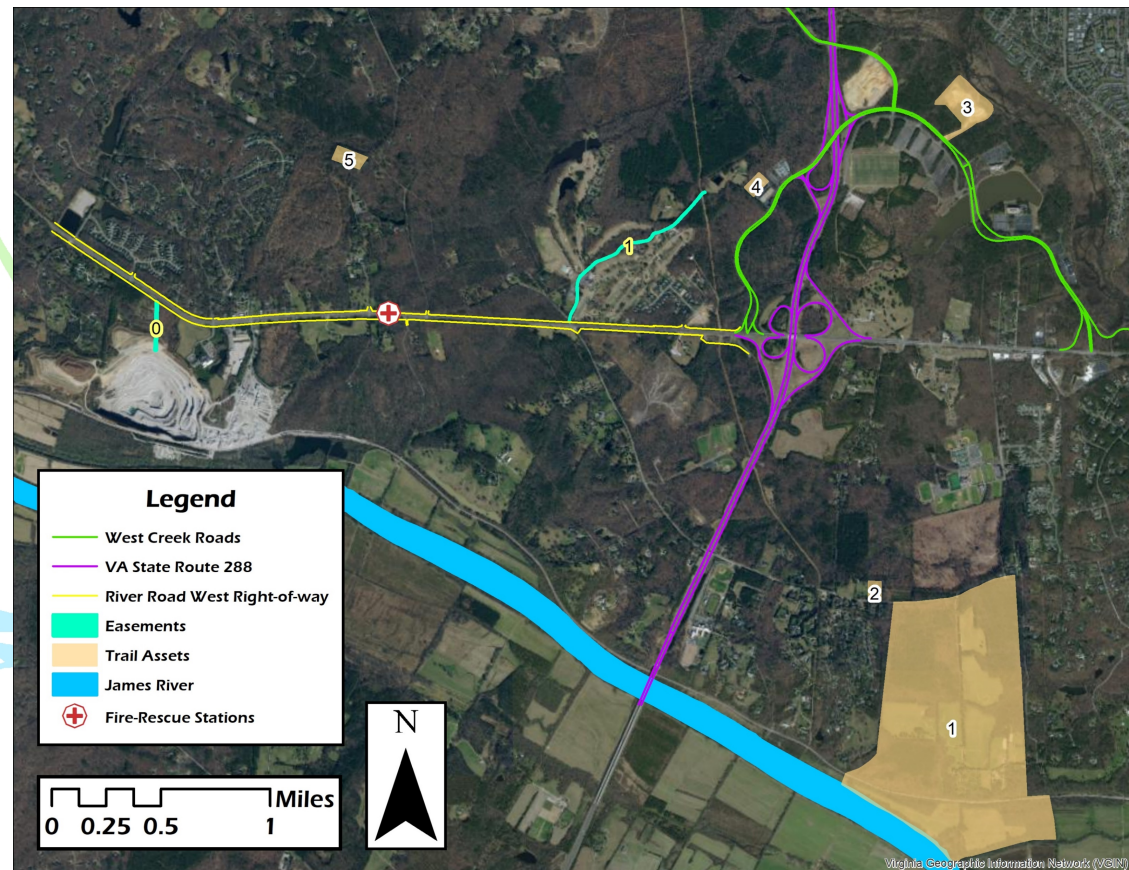 3
5
4
1
0
2
1
Legend
West Creek Roads
VA State Route 288
River Road West Right-of-way
Easements
Trail Assets
James River
Fire-Rescue Stations
N
Miles
0 0.25 0.5 1
Virginia Geographic Information Network (VGIN)